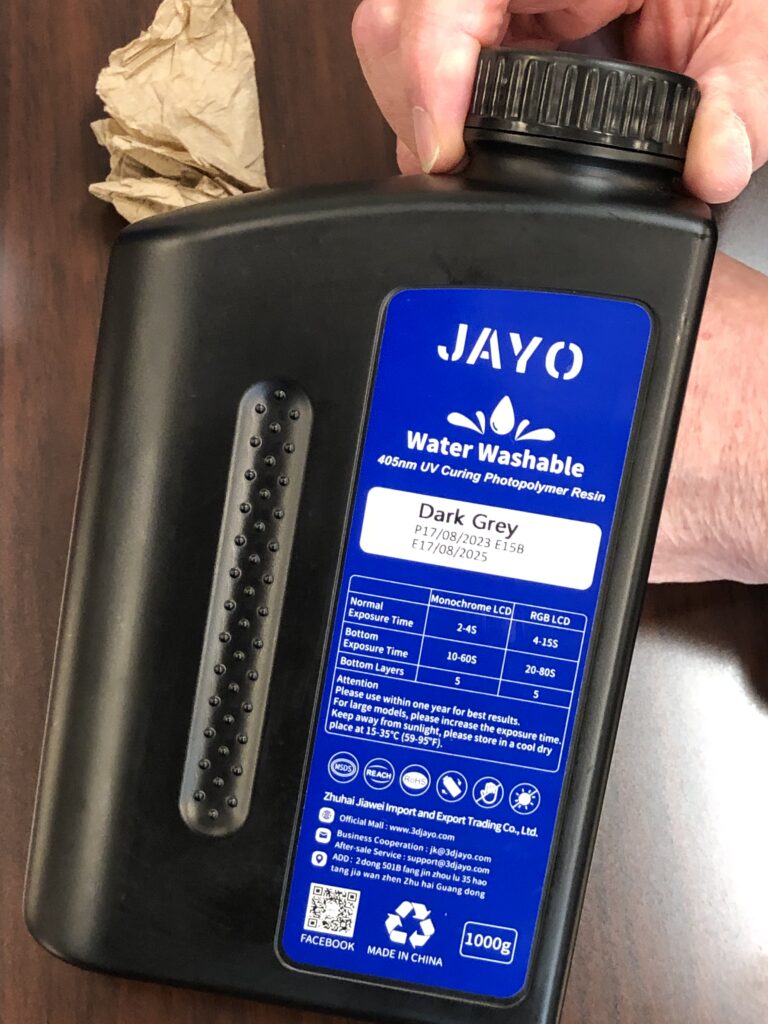 JAYO
Water Washable
405nm UV Curing Photopolymer Resin
Dark Grey
P17/08/2023 E15B
E17/08/2025
Monochrome LCD RGB LCD
Normal Exposure Time 2-4S 4-15S
Bottom Exposure Time 10-60S 20-80S
Bottom Layers 5 5
Attention
Please use within one year for best results.
For large models, please increase the exposure time.
Keep away from sunlight, please store in a cool dry
place at 15-35°C (59-95°F).
MSDS REACH RoHS
Zhuhai Jiawei Import and Export Trading Co., Ltd.
Official Mall : www.3djayo.com
Business Cooperation : jk@3djayo.com
After-sale Service : support@3djayo.com
ADD : 2 dong 501B fang jin zhou lu 35 hao
tang jia wan zhen Zhu hai Guang dong
FACEBOOK
MADE IN CHINA
1000g